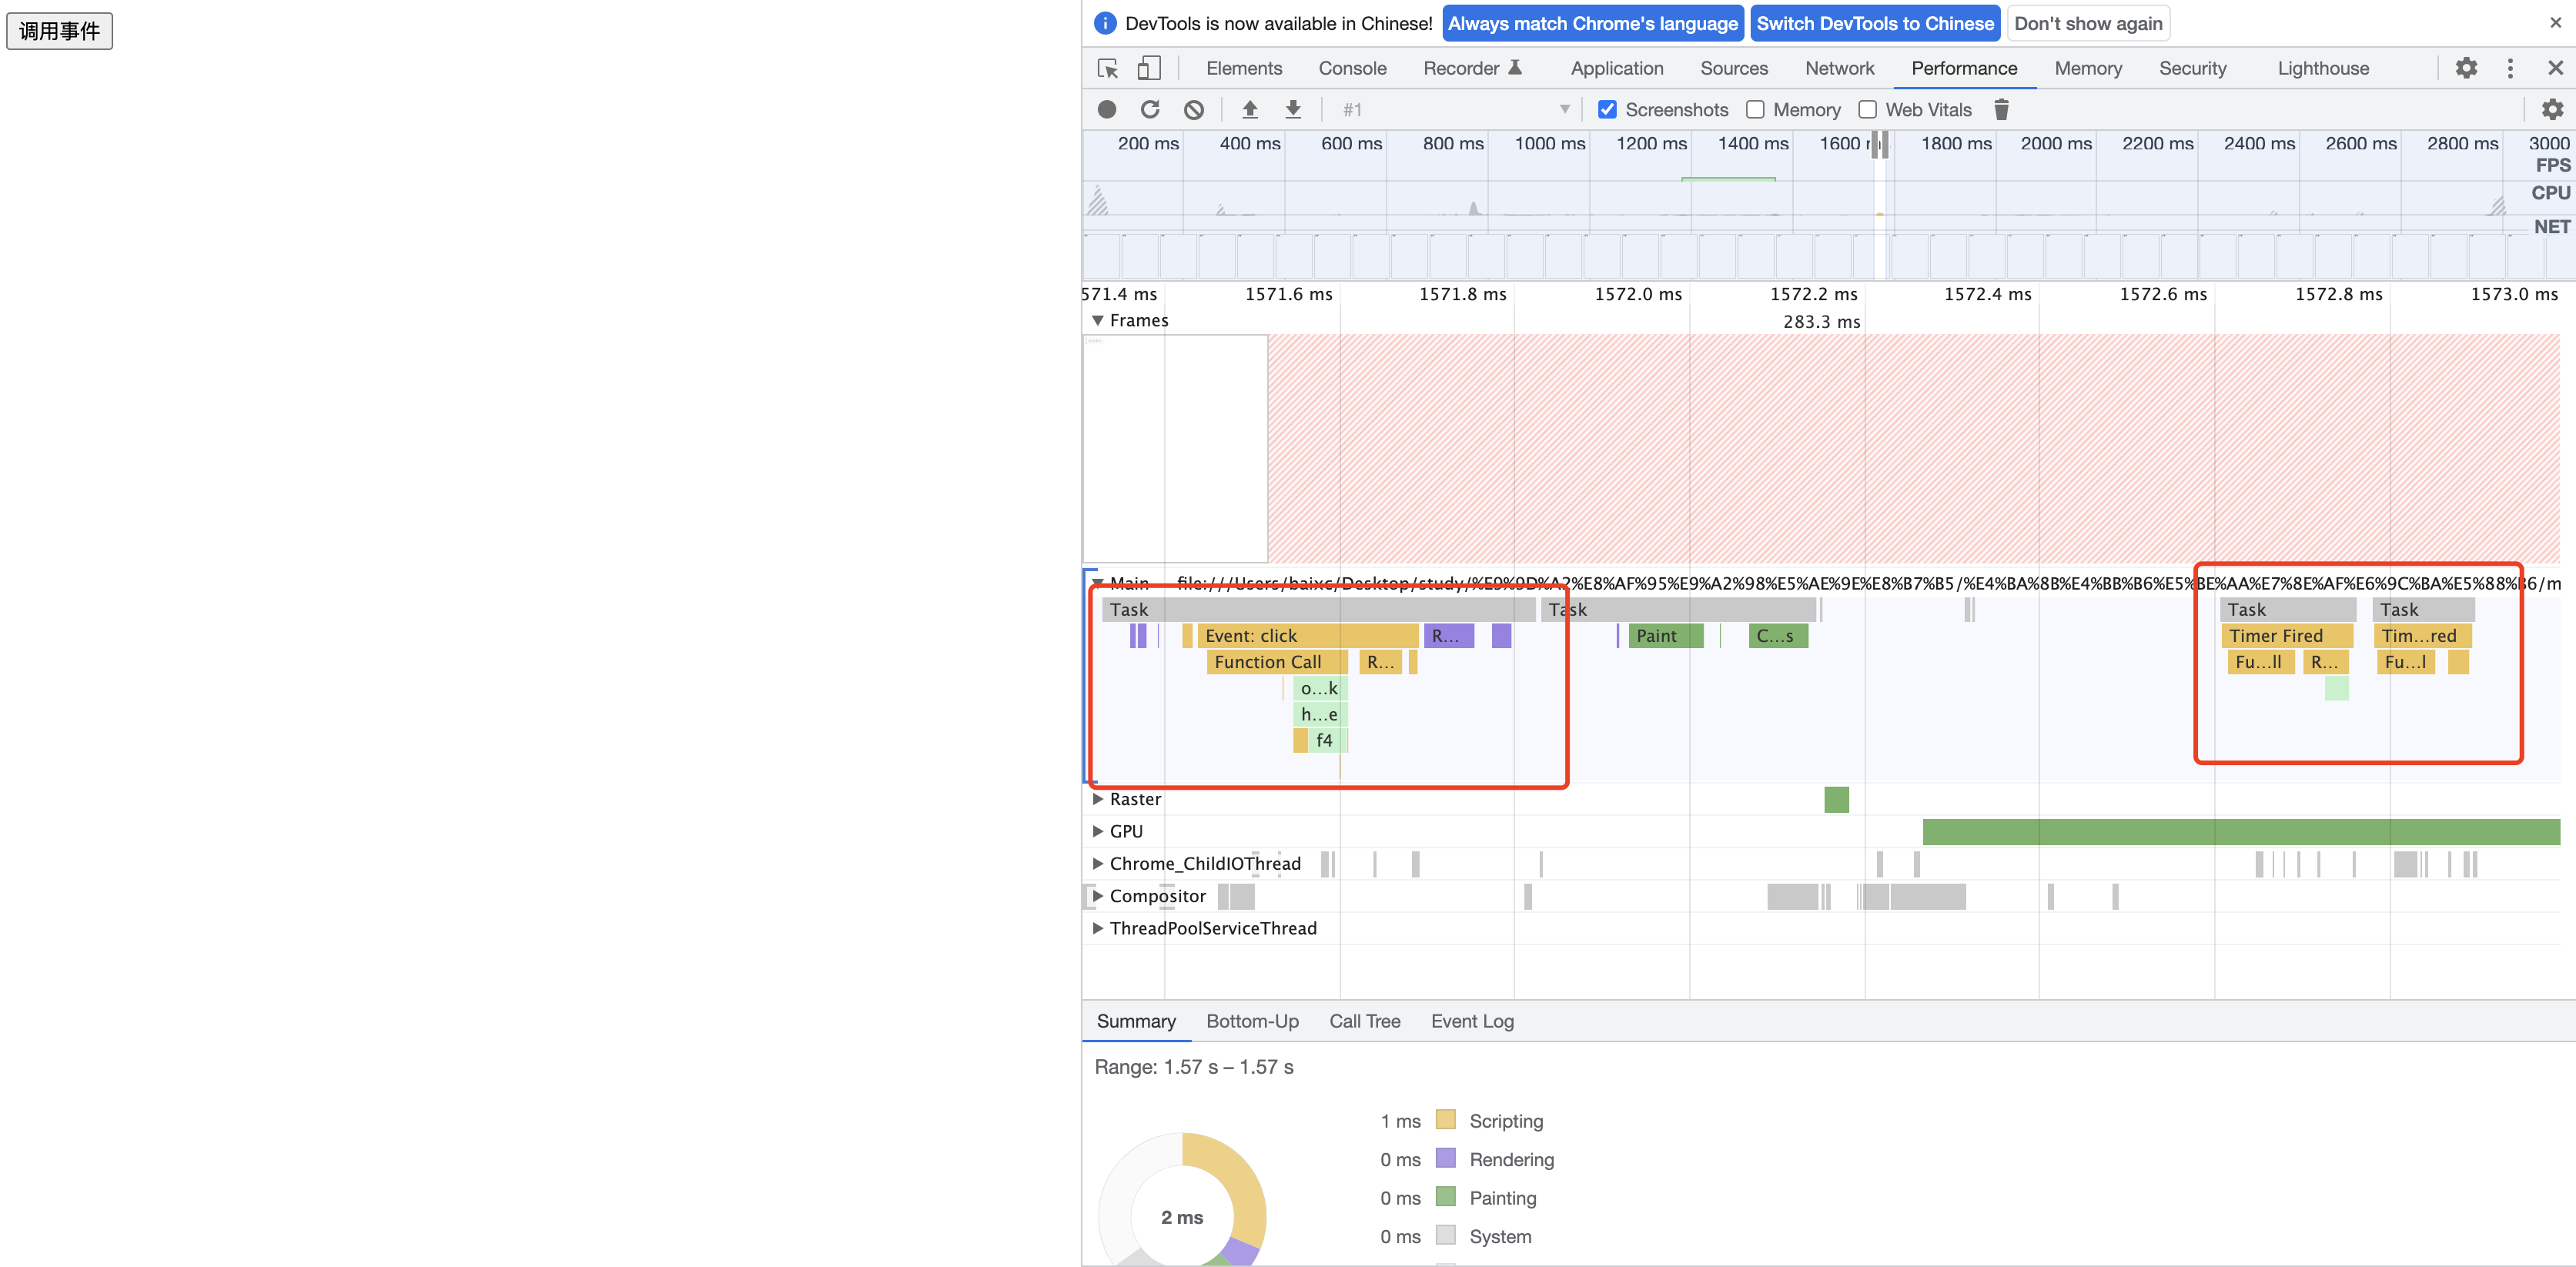 调用事件
DevTools is now available in Chinese! Always match Chrome's language Switch DevTools to Chinese Don't show again
Elements Console Recorder Application Sources Network Performance Memory Security Lighthouse
#1 Screenshots Memory Web Vitals
200 ms 400 ms 600 ms 800 ms 1000 ms 1200 ms 1400 ms 1600 1800 ms 2000 ms 2200 ms 2400 ms 2600 ms 2800 ms 3000
FPS
CPU
NET
571.4 ms 1571.6 ms 1571.8 ms 1572.0 ms 1572.2 ms 1572.4 ms 1572.6 ms 1572.8 ms 1573.0 ms
Frames 283.3 ms
Main file:///Users/baixc/Desktop/study/%E9%9D%A2%E8%AF%95%E9%A2%98%E5%AE%9E%E8%B7%B5/%E4%BA%8B%E4%BB%B6%E5%BE%AA%E7%8E%AF%E6%9C%BA%E5%88%B6/m
Task Task Task Task
Event: click R... Paint C...s Timer Fired Tim...red
Function Call R... Fu...ll R... Fu...l
o...k
h...e
f4
Raster
GPU
Chrome_ChildIOThread
Compositor
ThreadPoolServiceThread
Summary Bottom-Up Call Tree Event Log
Range: 1.57 s – 1.57 s
1 ms Scripting
0 ms Rendering
0 ms Painting
2 ms
0 ms System